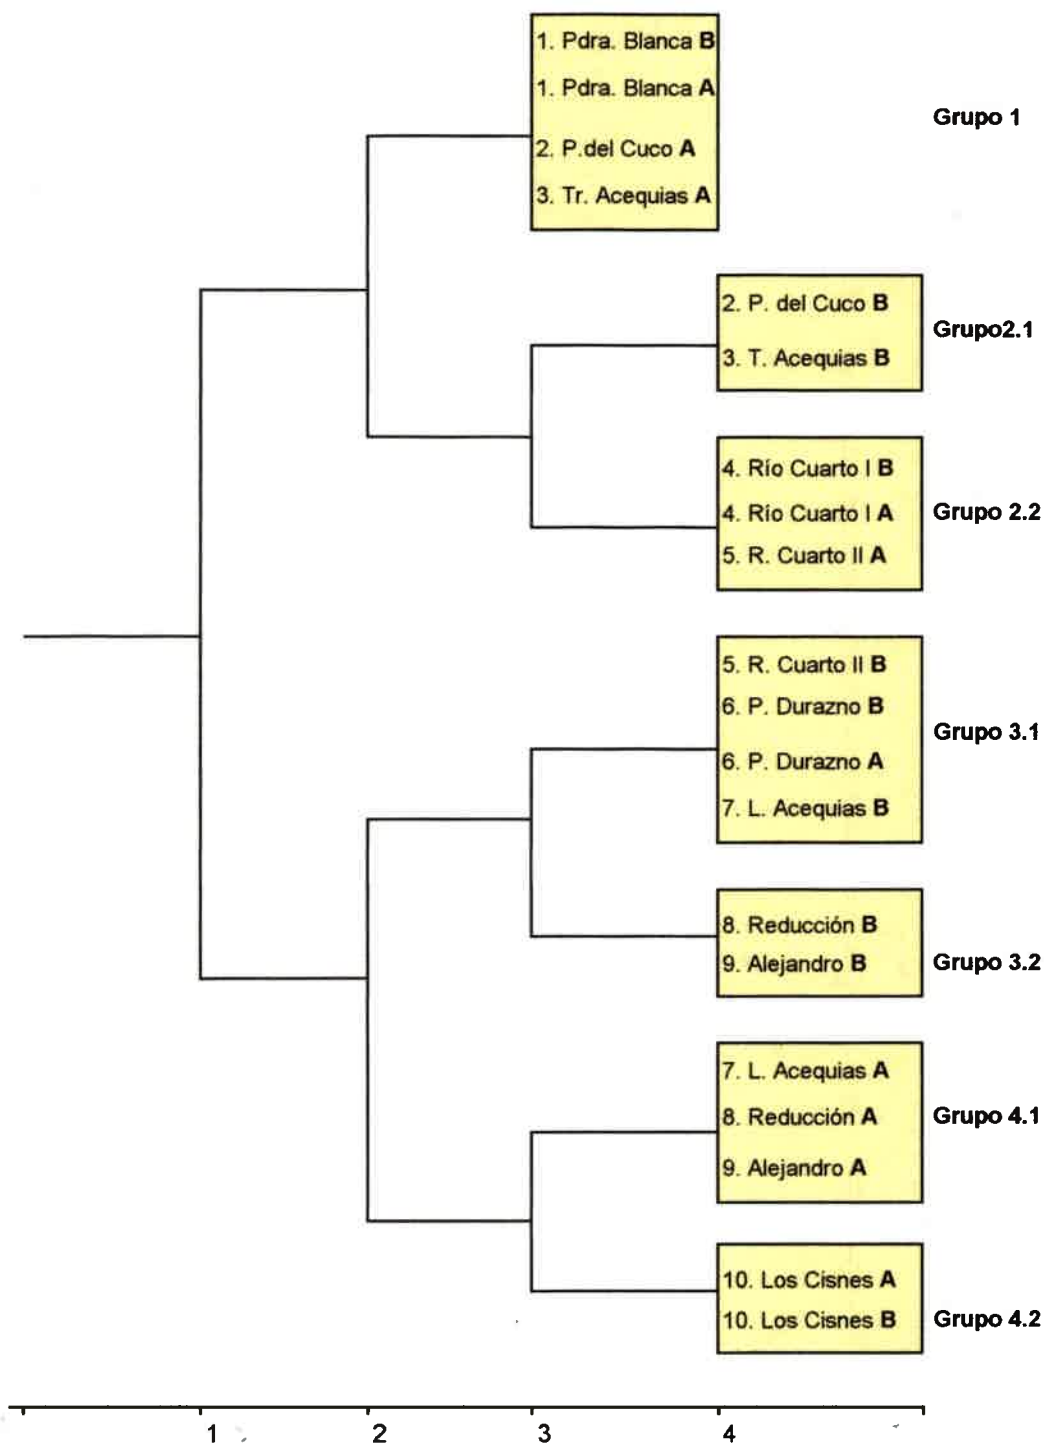 1. Pdra. Blanca B
1. Pdra. Blanca A
2. P.del Cuco A
3. Tr. Acequias A
Grupo 1
2. P. del Cuco B
3. T. Acequias B
Grupo2.1
4. Río Cuarto I B
4. Río Cuarto I A
5. R. Cuarto II A
Grupo 2.2
5. R. Cuarto II B
6. P. Durazno B
6. P. Durazno A
7. L. Acequias B
Grupo 3.1
8. Reducción B
9. Alejandro B
Grupo 3.2
7. L. Acequias A
8. Reducción A
9. Alejandro A
Grupo 4.1
10. Los Cisnes A
10. Los Cisnes B
Grupo 4.2
1 2 3 4